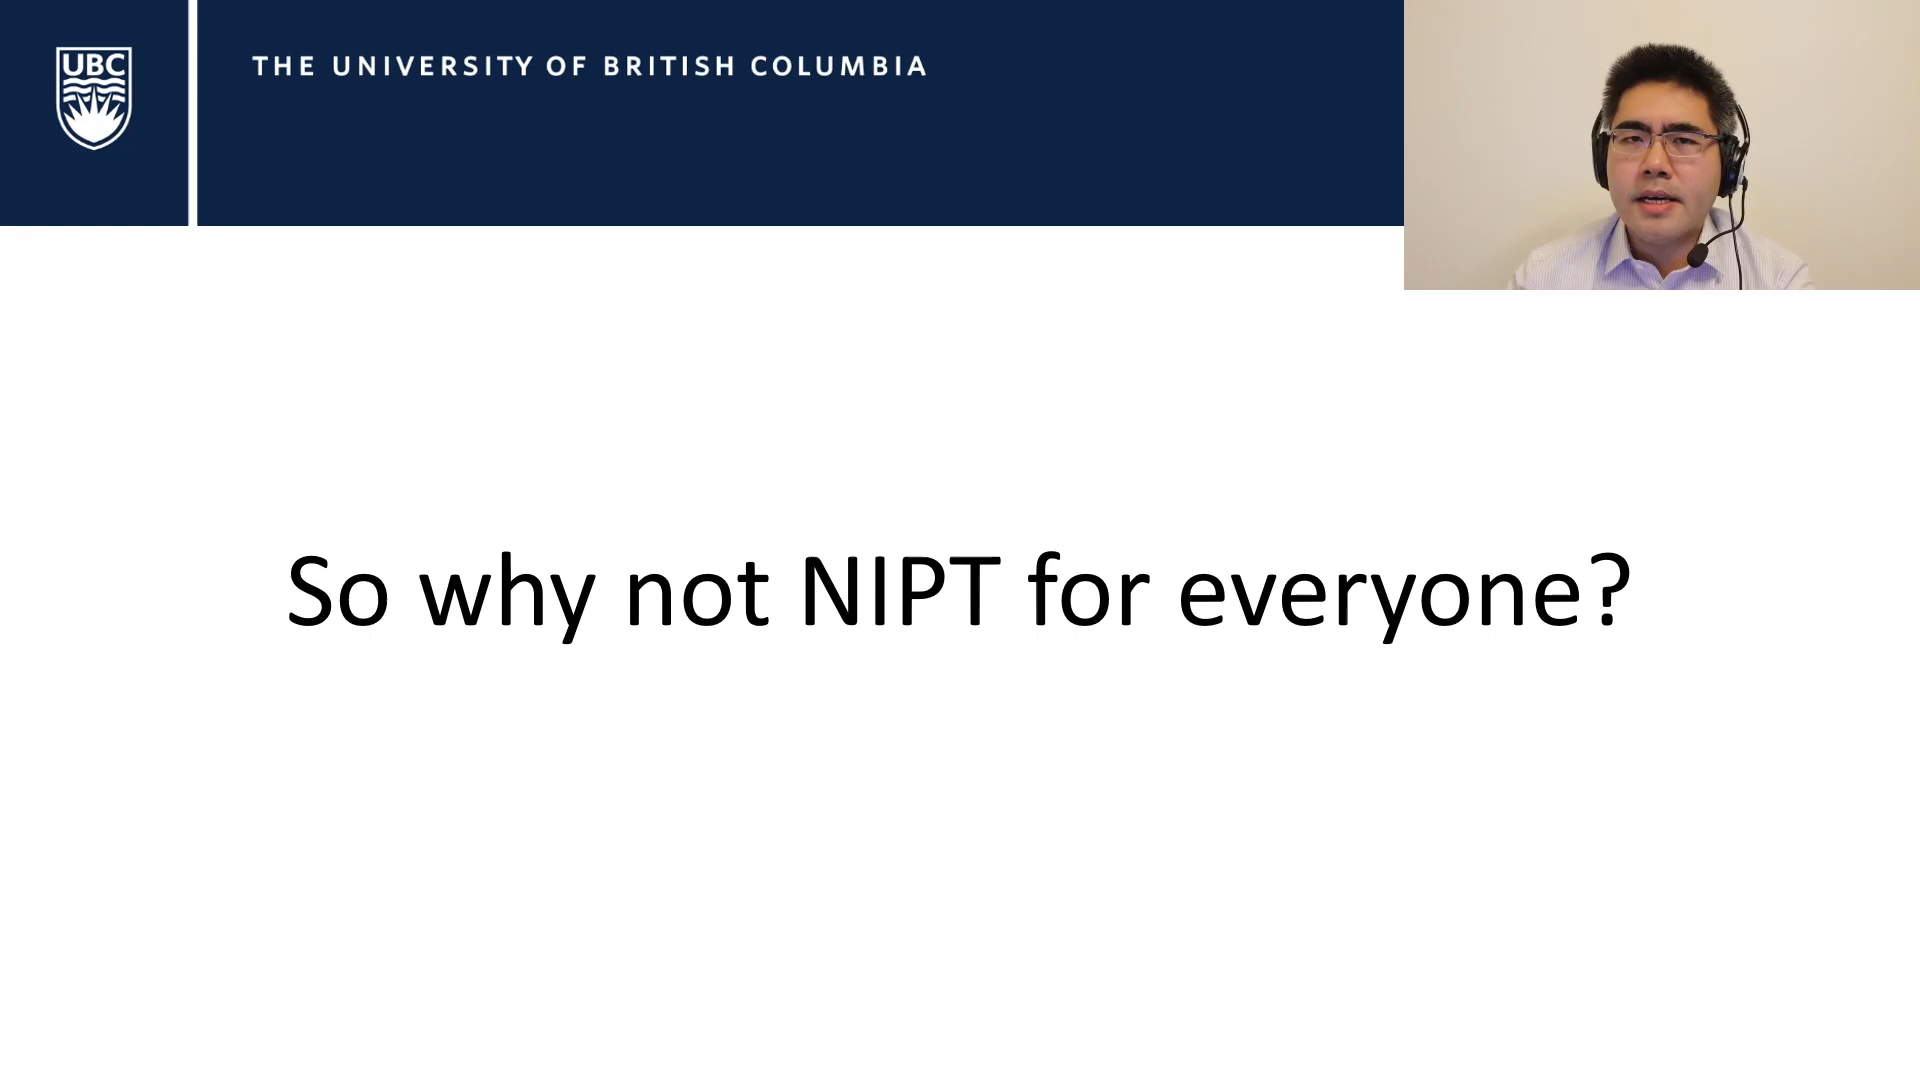 UBC
THE UNIVERSITY OF BRITISH COLUMBIA
So why not NIPT for everyone?